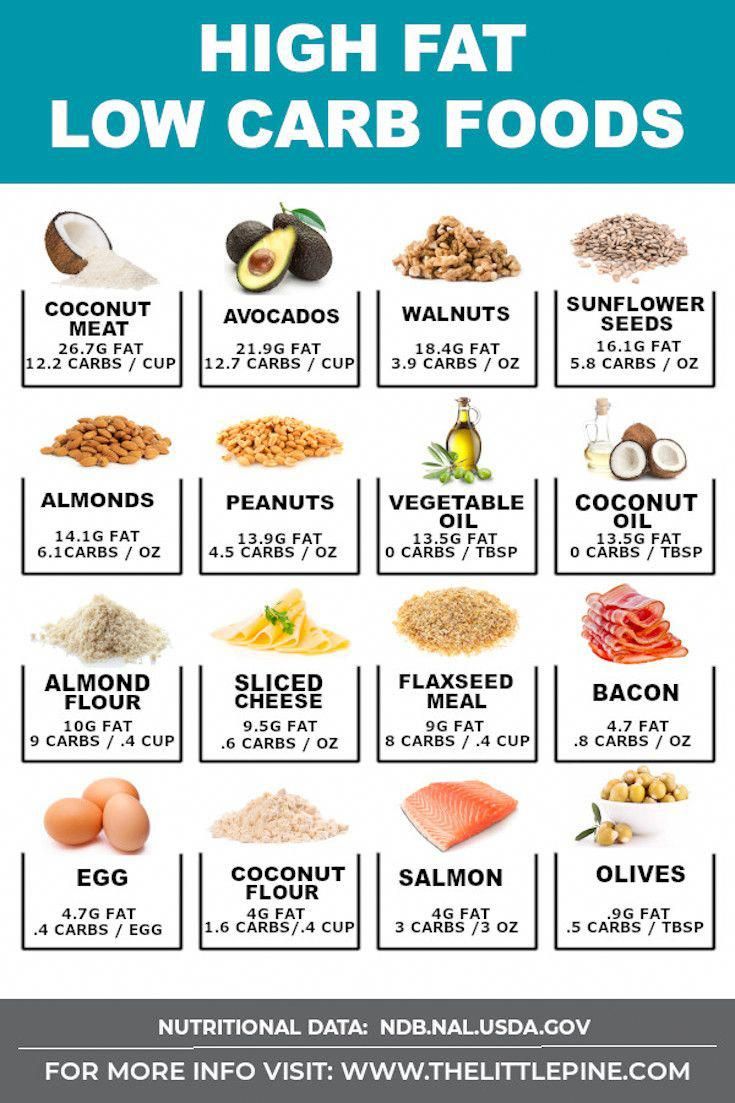 HIGH FAT
LOW CARB FOODS
COCONUT
MEAT
26.7G FAT
12.2 CARBS / CUP
AVOCADOS
21.9G FAT
12.7 CARBS / CUP
WALNUTS
18.4G FAT
3.9 CARBS / OZ
SUNFLOWER
SEEDS
16.1G FAT
5.8 CARBS / OZ
ALMONDS
14.1G FAT
6.1CARBS / OZ
PEANUTS
13.9G FAT
4.5 CARBS / OZ
VEGETABLE
OIL
13.5G FAT
0 CARBS / TBSP
COCONUT
OIL
13.5G FAT
0 CARBS / TBSP
ALMOND
FLOUR
10G FAT
9 CARBS / .4 CUP
SLICED
CHEESE
9.5G FAT
.6 CARBS / OZ
FLAXSEED
MEAL
9G FAT
8 CARBS / .4 CUP
BACON
4.7 FAT
.8 CARBS / OZ
EGG
4.7G FAT
.4 CARBS / EGG
COCONUT
FLOUR
4G FAT
1.6 CARBS/.4 CUP
SALMON
4G FAT
3 CARBS /3 OZ
OLIVES
.9G FAT
.5 CARBS / TBSP
NUTRITIONAL DATA: NDB.NAL.USDA.GOV
FOR MORE INFO VISIT: WWW.THELITTLEPINE.COM